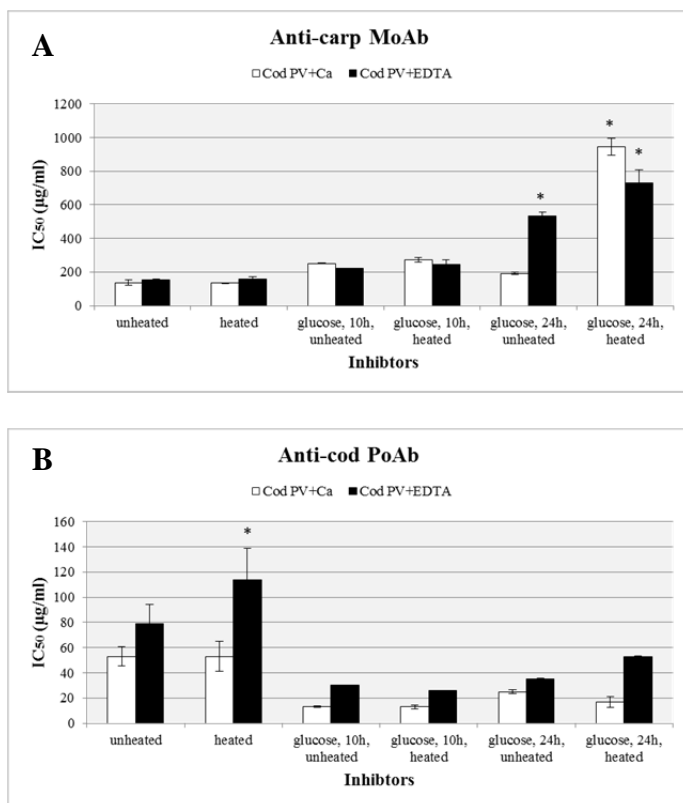 A
Anti-carp MoAb
Cod PV+Ca Cod PV+EDTA
1200
1000
800
600
400
200
0
IC50 (µg/ml)
* * * *
unheated heated glucose, 10h, glucose, 10h, glucose, 24h, glucose, 24h,
unheated heated unheated heated
Inhibtors
B
Anti-cod PoAb
Cod PV+Ca Cod PV+EDTA
160
140
120
100
80
60
40
20
0
IC50 (µg/ml)
*
unheated heated glucose, 10h, glucose, 10h, glucose, 24h, glucose, 24h,
unheated heated unheated heated
Inhibtors